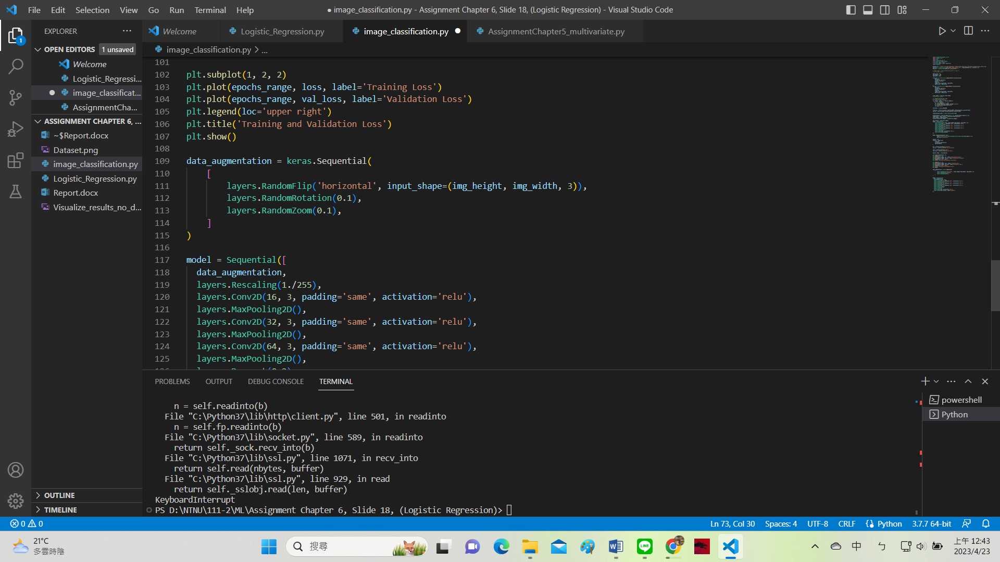 File Edit Selection View Go Run Terminal Help
● image_classification.py - Assignment Chapter 6, Slide 18, (Logistic Regression) - Visual Studio Code
EXPLORER
Welcome
Logistic_Regression.py
image_classification.py
AssignmentChapter5_multivariate.py
image_classification.py > ...
1
OPEN EDITORS 1 unsaved
Welcome
Logistic_Regressi...
image_classificat...
AssignmentCha...
ASSIGNMENT CHAPTER 6, ...
~$Report.docx
Dataset.png
image_classification.py
Logistic_Regression.py
Report.docx
Visualize_results_no_d...
OUTLINE
TIMELINE
101
102 plt.subplot(1, 2, 2)
103 plt.plot(epochs_range, loss, label='Training Loss')
104 plt.plot(epochs_range, val_loss, label='Validation Loss')
105 plt.legend(loc='upper right')
106 plt.title('Training and Validation Loss')
107 plt.show()
108
109 data_augmentation = keras.Sequential(
110 [
111 layers.RandomFlip('horizontal', input_shape=(img_height, img_width, 3)),
112 layers.RandomRotation(0.1),
113 layers.RandomZoom(0.1),
114 ]
115 )
116
117 model = Sequential([
118 data_augmentation,
119 layers.Rescaling(1./255),
120 layers.Conv2D(16, 3, padding='same', activation='relu'),
121 layers.MaxPooling2D(),
122 layers.Conv2D(32, 3, padding='same', activation='relu'),
123 layers.MaxPooling2D(),
124 layers.Conv2D(64, 3, padding='same', activation='relu'),
125 layers.MaxPooling2D(),
PROBLEMS OUTPUT DEBUG CONSOLE TERMINAL
n = self.readinto(b)
File "C:\Python37\lib\http\client.py", line 501, in readinto
n = self.fp.readinto(b)
File "C:\Python37\lib\socket.py", line 589, in readinto
return self._sock.recv_into(b)
File "C:\Python37\lib\ssl.py", line 1071, in recv_into
return self.read(nbytes, buffer)
File "C:\Python37\lib\ssl.py", line 929, in read
return self._sslobj.read(len, buffer)
KeyboardInterrupt
PS D:\NTNU\111-2\ML\Assignment Chapter 6, Slide 18, (Logistic Regression)>
powershell
Python
0 0
Ln 73, Col 30 Spaces: 4 UTF-8 CRLF Python 3.7.7 64-bit
21°C
多雲時陰
搜尋
LINE
中
ㄣ
上午 12:43
2023/4/23